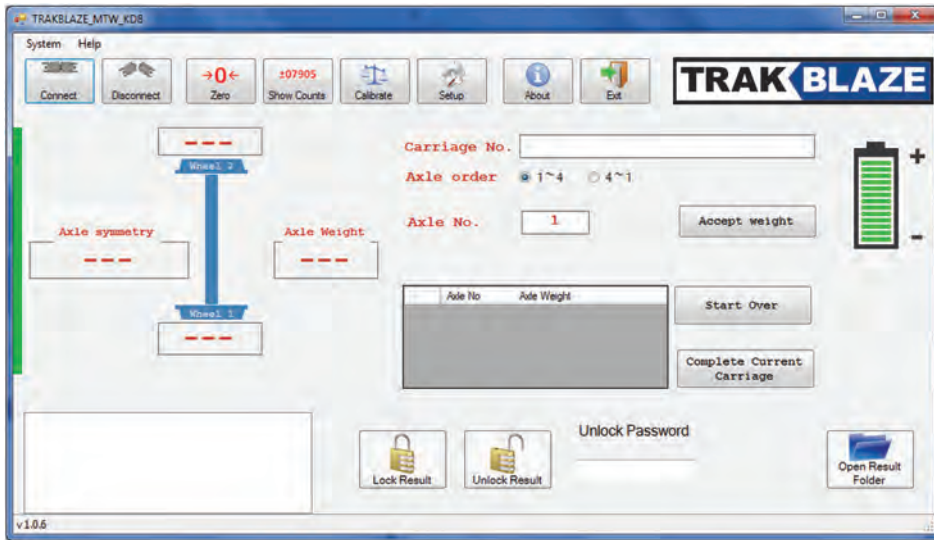 TRAKBLAZE_MTW_KDB
System Help
→0← ±07905
Connect Disconnect Zero Show Counts Calibrate Setup About Exit
TRAKBLAZE
---
Wheel 2
Carriage No.
Axle order 1~4 4~1
Axle symmetry Axle Weight
--- ---
Axle No. 1 Accept weight
+
-
Wheel 1
---
Axle No Axle Weight
Start Over
Complete Current
Carriage
Unlock Password
Lock Result Unlock Result
Open Result
Folder
v 1.0.6